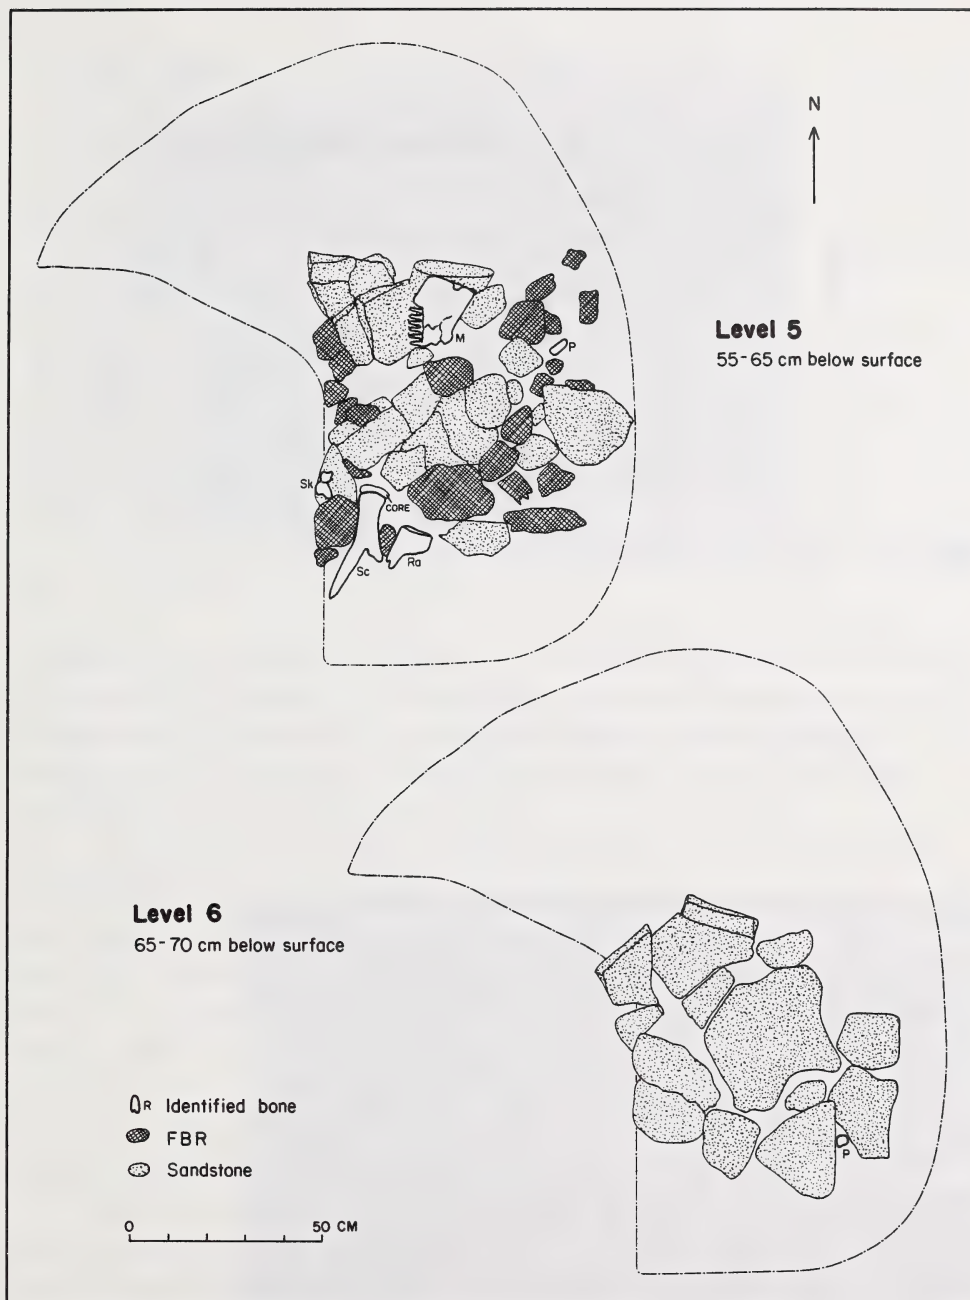 N
Level 5
55-65 cm below surface
M
P
Sk
CORE
Sc
Ra
Level 6
65-70 cm below surface
P
R Identified bone
FBR
Sandstone
0 50 CM